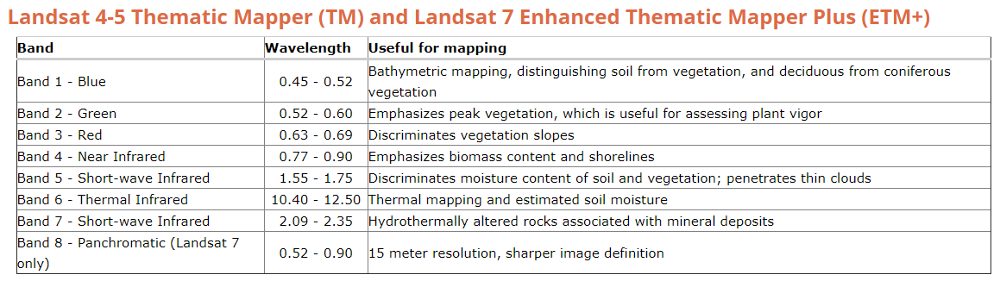 Landsat 4-5 Thematic Mapper (TM) and Landsat 7 Enhanced Thematic Mapper Plus (ETM+)
Band Wavelength Useful for mapping
Band 1 - Blue 0.45 - 0.52 Bathymetric mapping, distinguishing soil from vegetation, and deciduous from coniferous
vegetation
Band 2 - Green 0.52 - 0.60 Emphasizes peak vegetation, which is useful for assessing plant vigor
Band 3 - Red 0.63 - 0.69 Discriminates vegetation slopes
Band 4 - Near Infrared 0.77 - 0.90 Emphasizes biomass content and shorelines
Band 5 - Short-wave Infrared 1.55 - 1.75 Discriminates moisture content of soil and vegetation; penetrates thin clouds
Band 6 - Thermal Infrared 10.40 - 12.50 Thermal mapping and estimated soil moisture
Band 7 - Short-wave Infrared 2.09 - 2.35 Hydrothermally altered rocks associated with mineral deposits
Band 8 - Panchromatic (Landsat 7
only) 0.52 - 0.90 15 meter resolution, sharper image definition